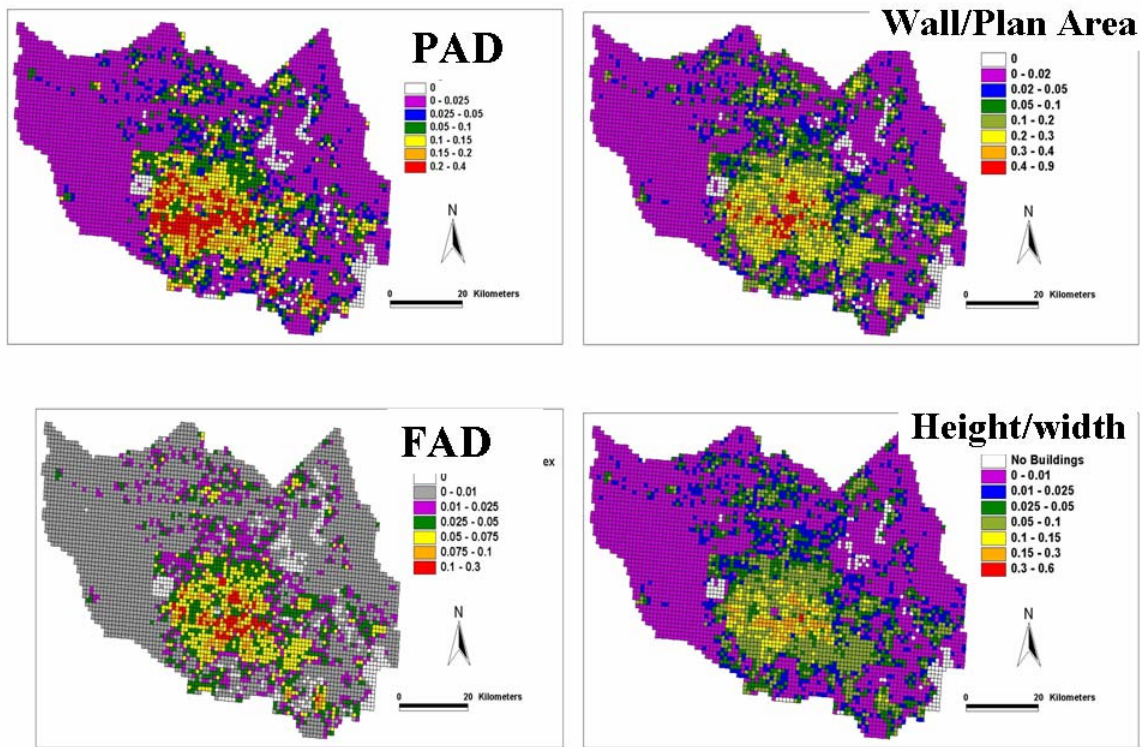 PAD
0
0 - 0.025
0.025 - 0.05
0.05 - 0.1
0.1 - 0.15
0.15 - 0.2
0.2 - 0.4
N
0 20 Kilometers
Wall/Plan Area
0
0 - 0.02
0.02 - 0.05
0.05 - 0.1
0.1 - 0.2
0.2 - 0.3
0.3 - 0.4
0.4 - 0.9
N
0 20 Kilometers
FAD
ex
0
0 - 0.01
0.01 - 0.025
0.025 - 0.05
0.05 - 0.075
0.075 - 0.1
0.1 - 0.3
N
0 20 Kilometers
Height/width
No Buildings
0 - 0.01
0.01 - 0.025
0.025 - 0.05
0.05 - 0.1
0.1 - 0.15
0.15 - 0.3
0.3 - 0.6
N
0 20 Kilometers